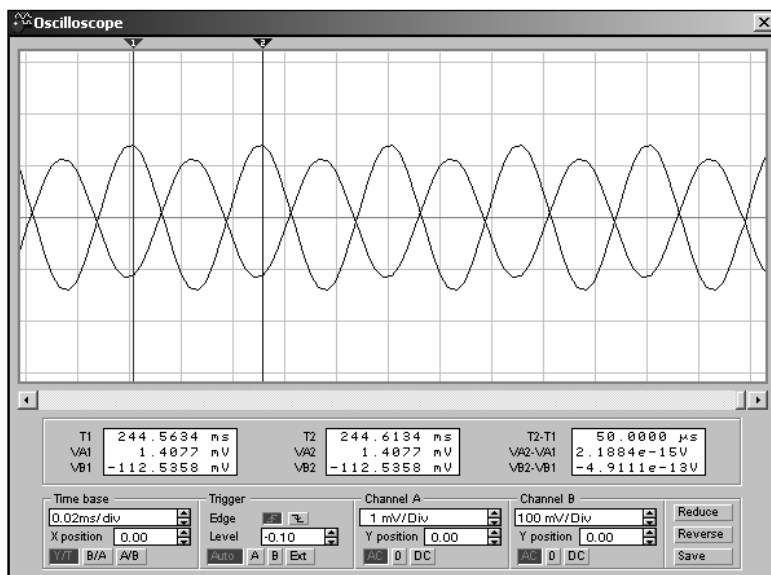 Oscilloscope
1 2
T1 244.5634 ms T2 244.6134 ms T2-T1 50.0000 µs
VA1 1.4077 mV VA2 1.4077 mV VA2-VA1 2.1884e-15V
VB1 -112.5358 mV VB2 -112.5358 mV VB2-VB1 -4.9111e-13V
Time base Trigger Channel A Channel B
0.02ms/div Edge 1 mV/Div 100 mV/Div Reduce
X position 0.00 Level -0.10 Y position 0.00 Y position 0.00 Reverse
Y/T B/A A/B Auto A B Ext AC 0 DC AC 0 DC Save